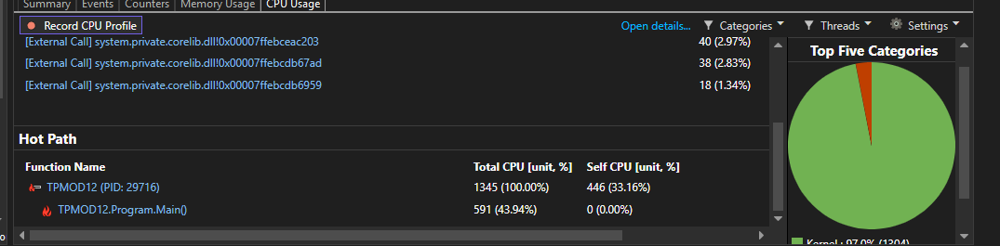 Summary Events Counters Memory Usage CPU Usage
Record CPU Profile Open details... Categories Threads Settings
[External Call] system.private.corelib.dll!0x00007ffebceac203 40 (2.97%)
[External Call] system.private.corelib.dll!0x00007ffebcdb67ad 38 (2.83%)
[External Call] system.private.corelib.dll!0x00007ffebcdb6959 18 (1.34%)
Top Five Categories
Hot Path
Function Name Total CPU [unit, %] Self CPU [unit, %]
TPMOD12 (PID: 29716) 1345 (100.00%) 446 (33.16%)
TPMOD12.Program.Main() 591 (43.94%) 0 (0.00%)
Kernel : 97.0% (1304)